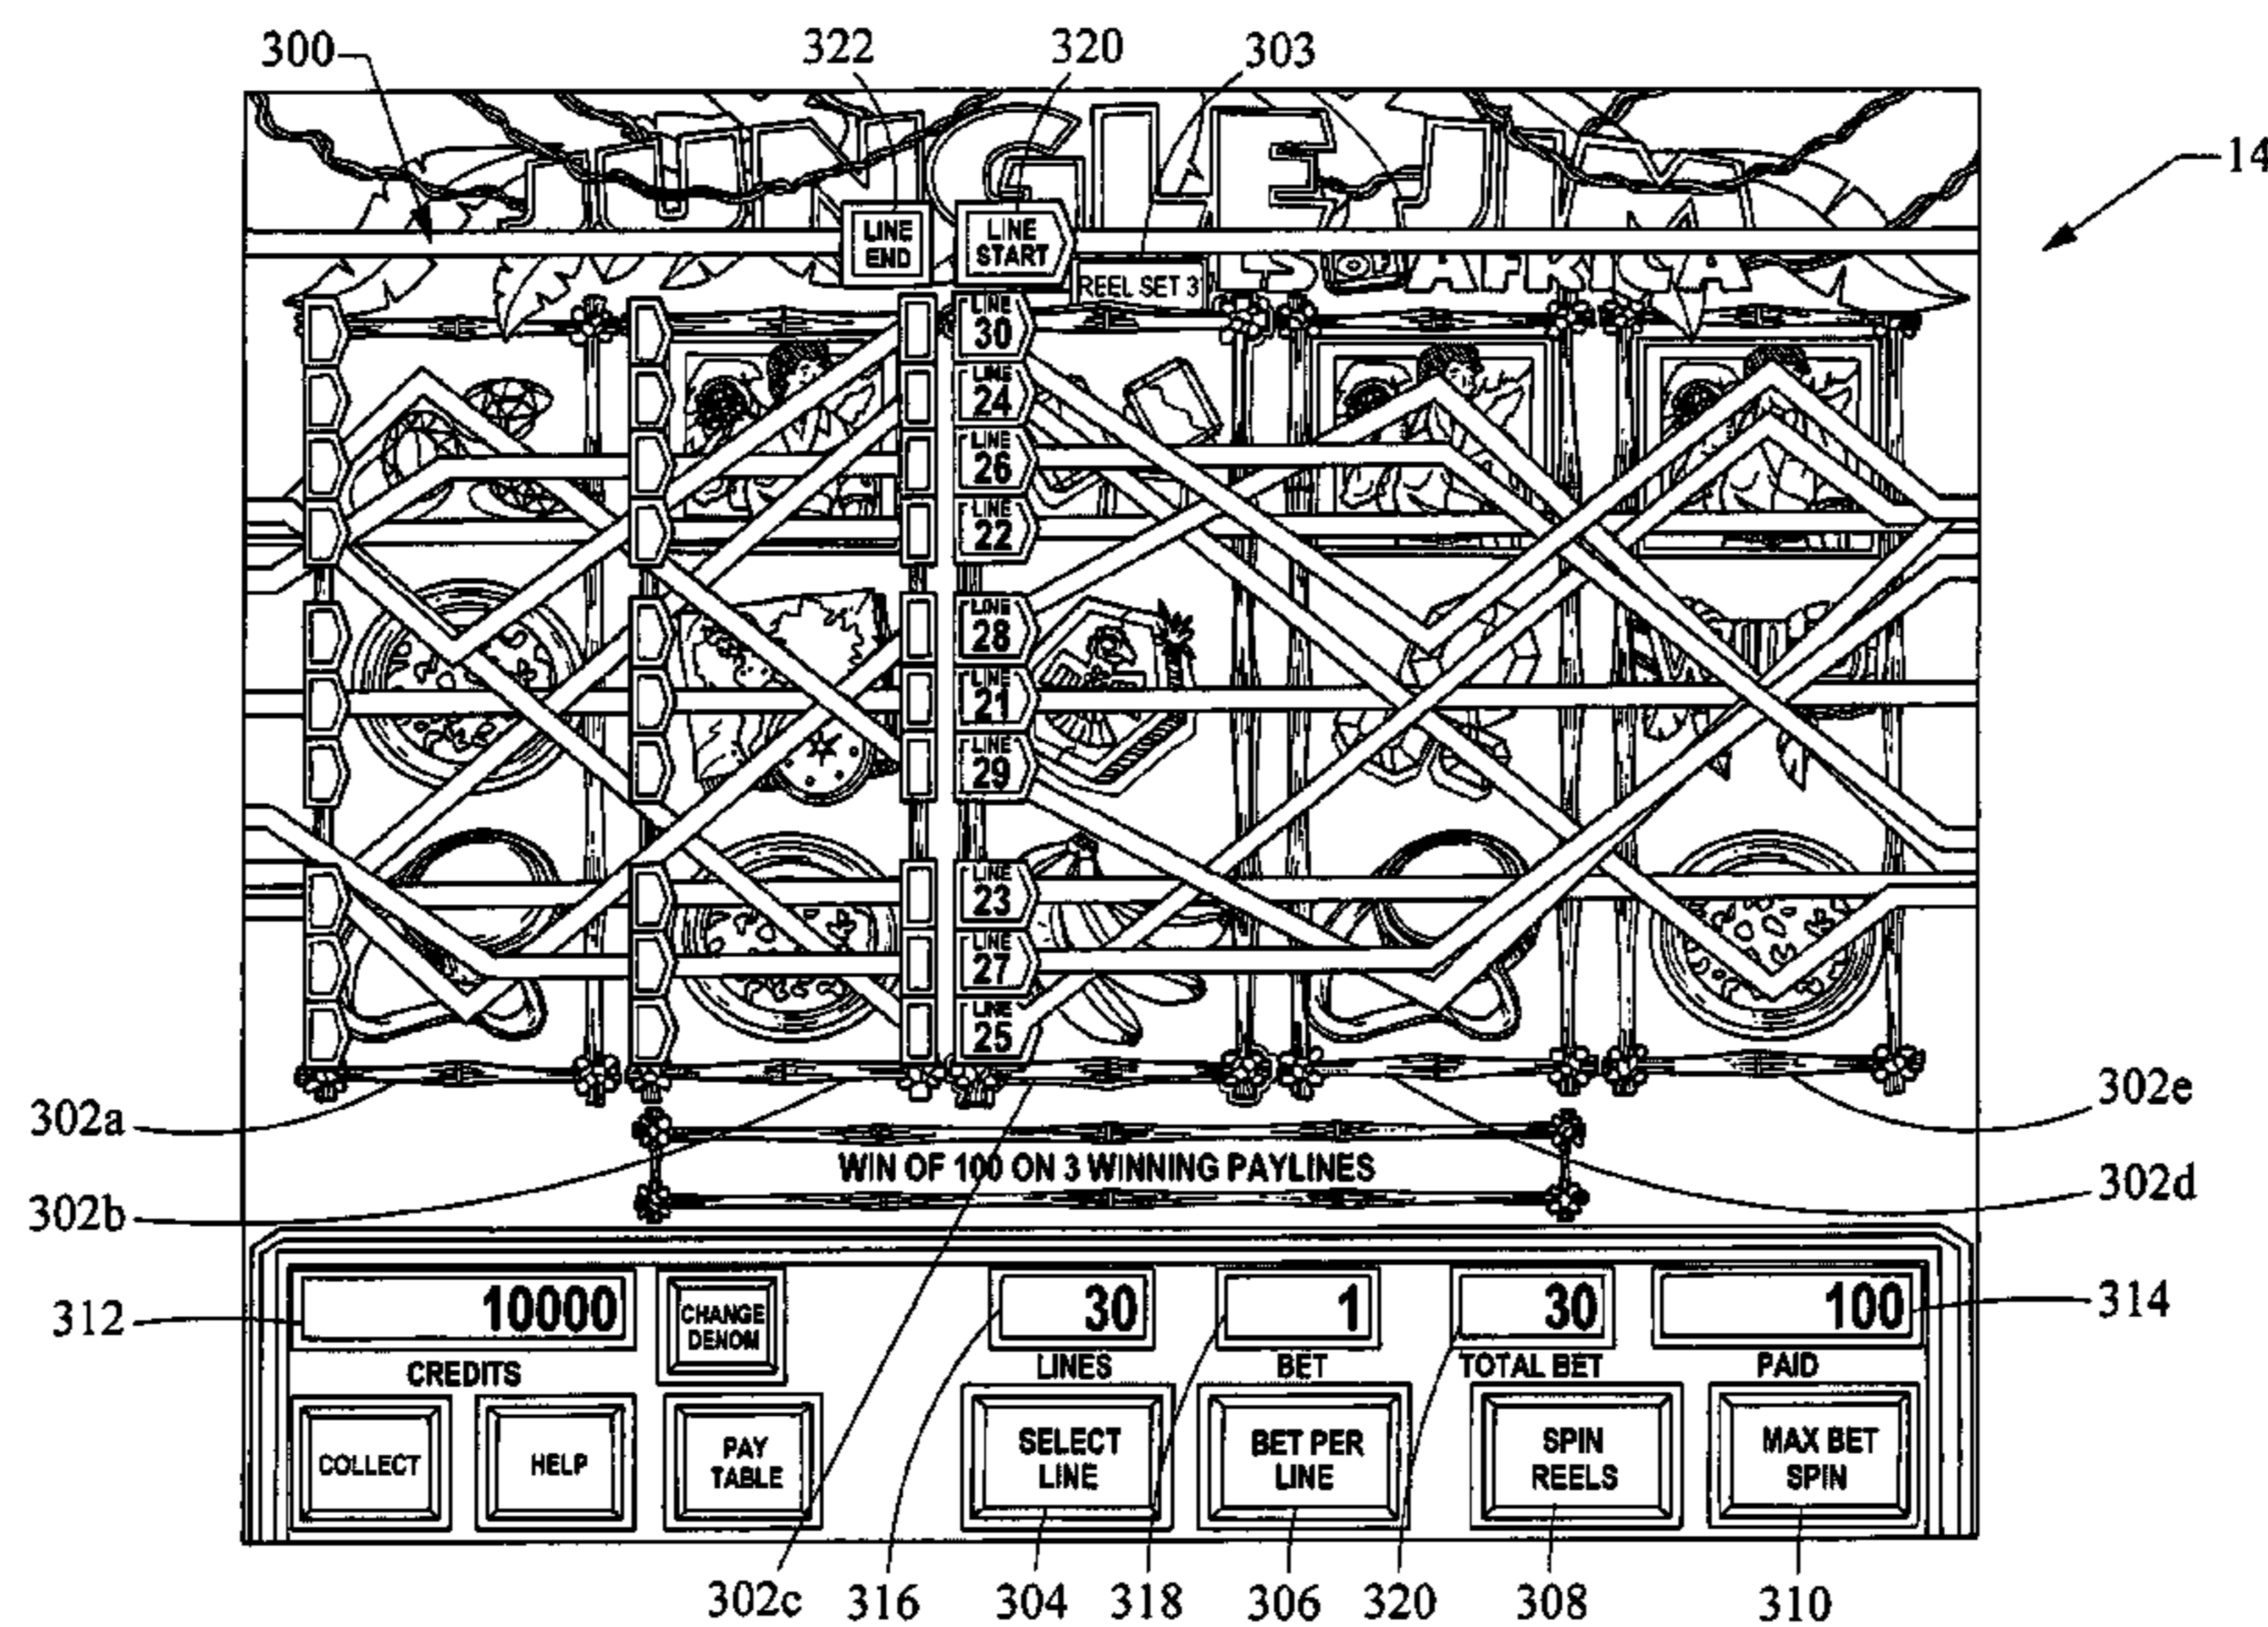 300
322
320
303
14
JUNGLE
LINE END
LINE START
REEL SET 3
OF AFRICA
LINE 30
LINE 24
LINE 26
LINE 22
LINE 28
LINE 21
LINE 29
LINE 23
LINE 27
LINE 25
302a
302e
WIN OF 100 ON 3 WINNING PAYLINES
302b
302d
312
10000
CHANGE DENOM
30
1
30
100
314
CREDITS
LINES
BET
TOTAL BET
PAID
COLLECT
HELP
PAY TABLE
SELECT LINE
BET PER LINE
SPIN REELS
MAX BET SPIN
302c
316
304
318
306
320
308
310